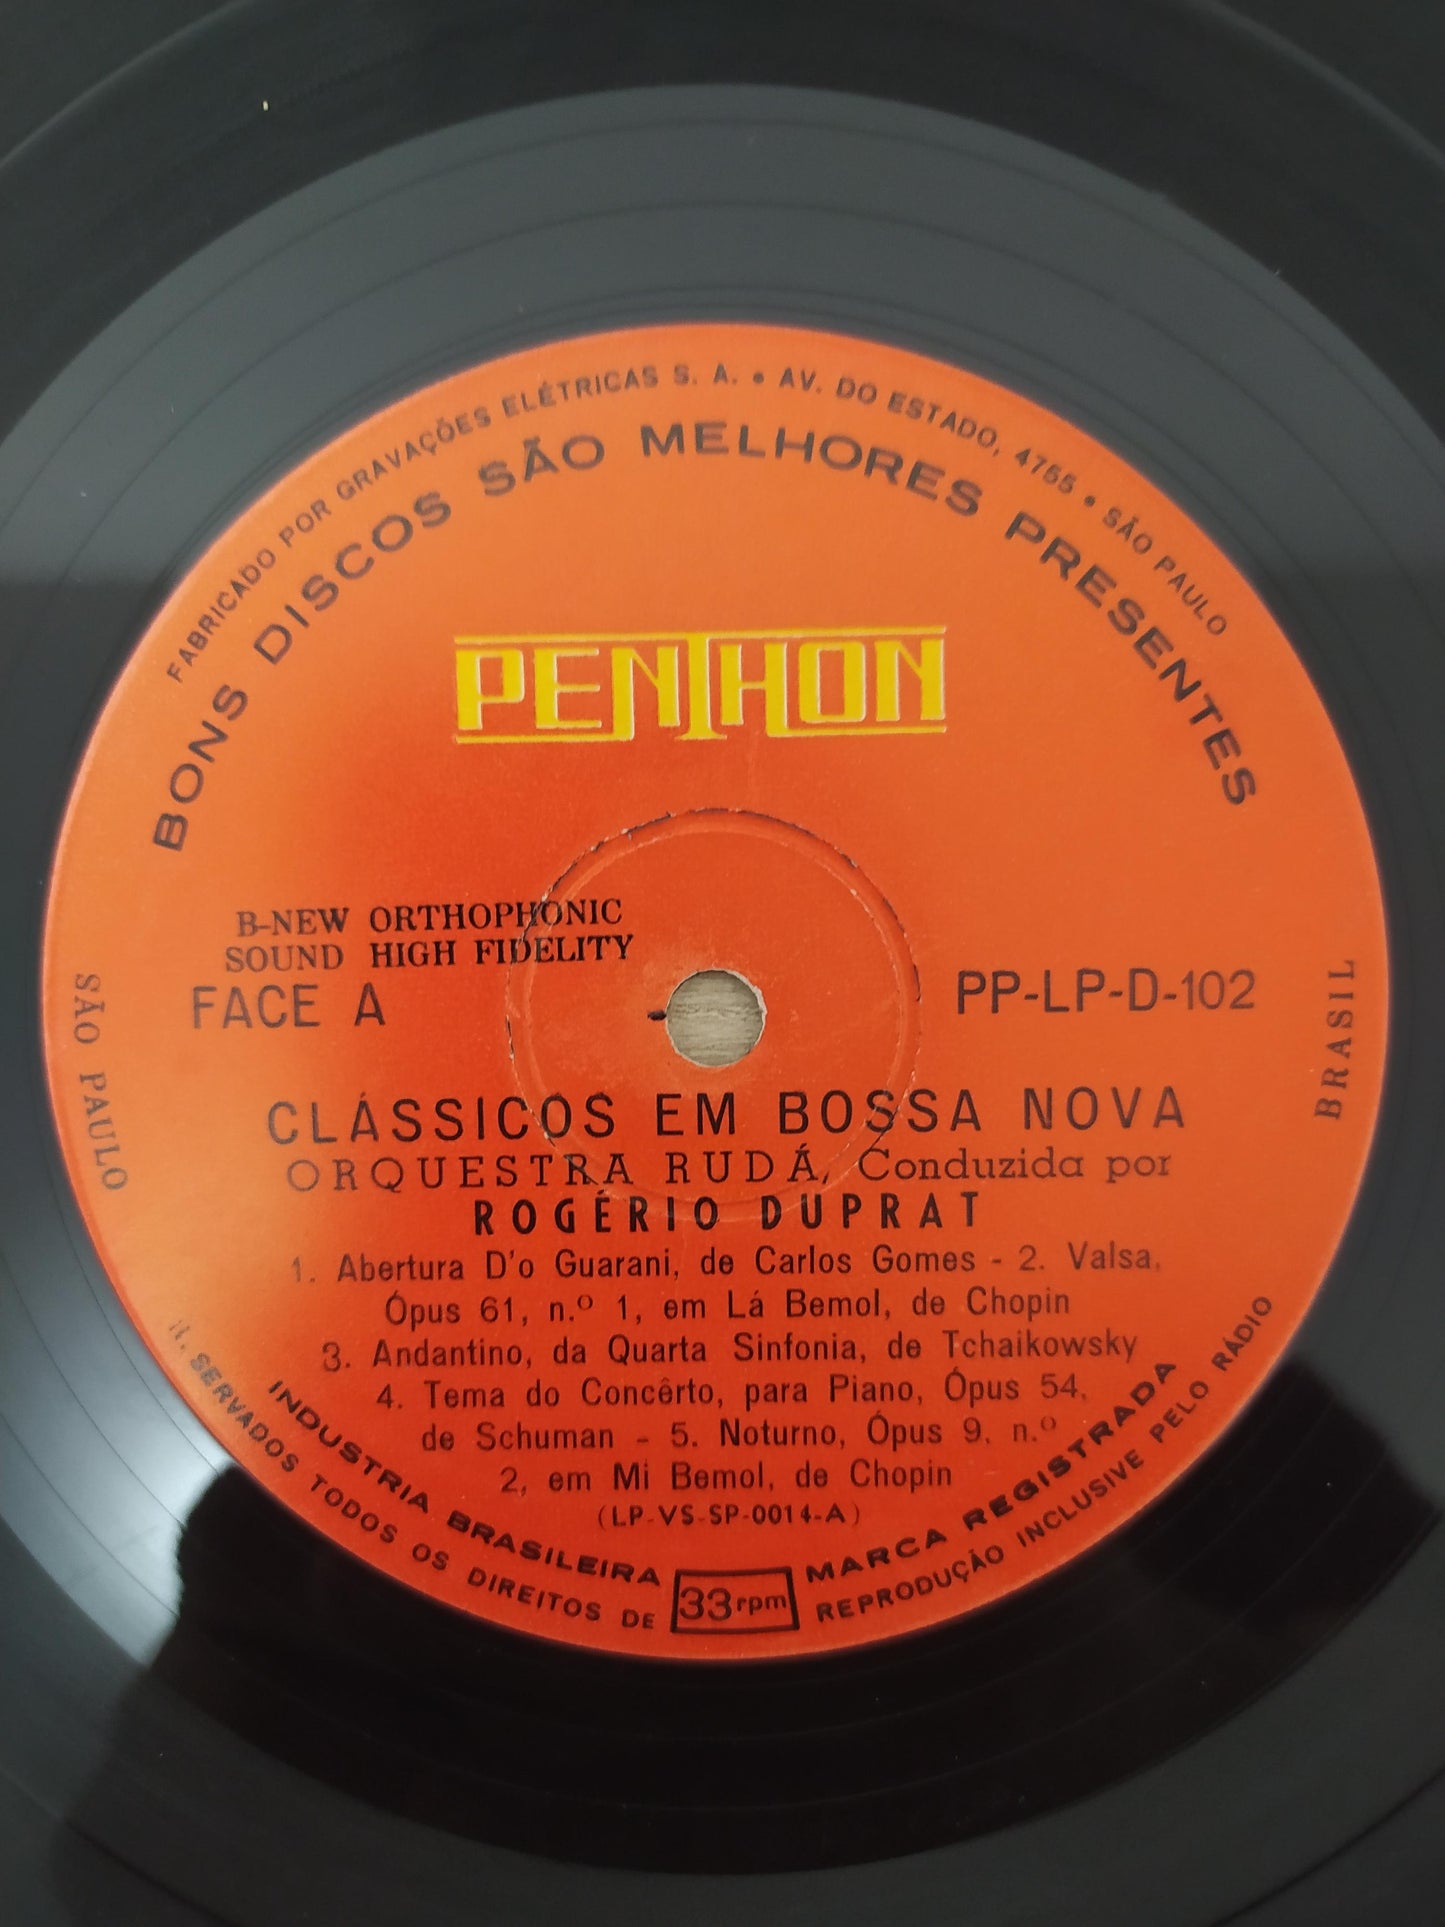 FABRICADO POR GRAVAÇÕES ELÉTRICAS S. A. • AV. DO ESTADO, 4755 • SÃO PAULO
BONS DISCOS SÃO MELHORES PRESENTES
PENTHON
B-NEW ORTHOPHONIC
SOUND HIGH FIDELITY
FACE A
PP-LP-D-102
SÃO PAULO
BRASIL
CLÁSSICOS EM BOSSA NOVA
ORQUESTRA RUDÁ, Conduzida por
ROGÉRIO DUPRAT
1. Abertura D'o Guarani, de Carlos Gomes - 2. Valsa,
Ópus 61, n.º 1, em Lá Bemol, de Chopin
3. Andantino, da Quarta Sinfonia, de Tchaikowsky
4. Tema do Concêrto, para Piano, Ópus 54,
de Schuman - 5. Noturno, Ópus 9. n.º
2, em Mi Bemol, de Chopin
(LP-VS-SP-0014-A)
INDUSTRIA BRASILEIRA
33rpm
MARCA REGISTRADA
SERVADOS TODOS OS DIREITOS DE REPRODUÇÃO INCLUSIVE PELO RÁDIO